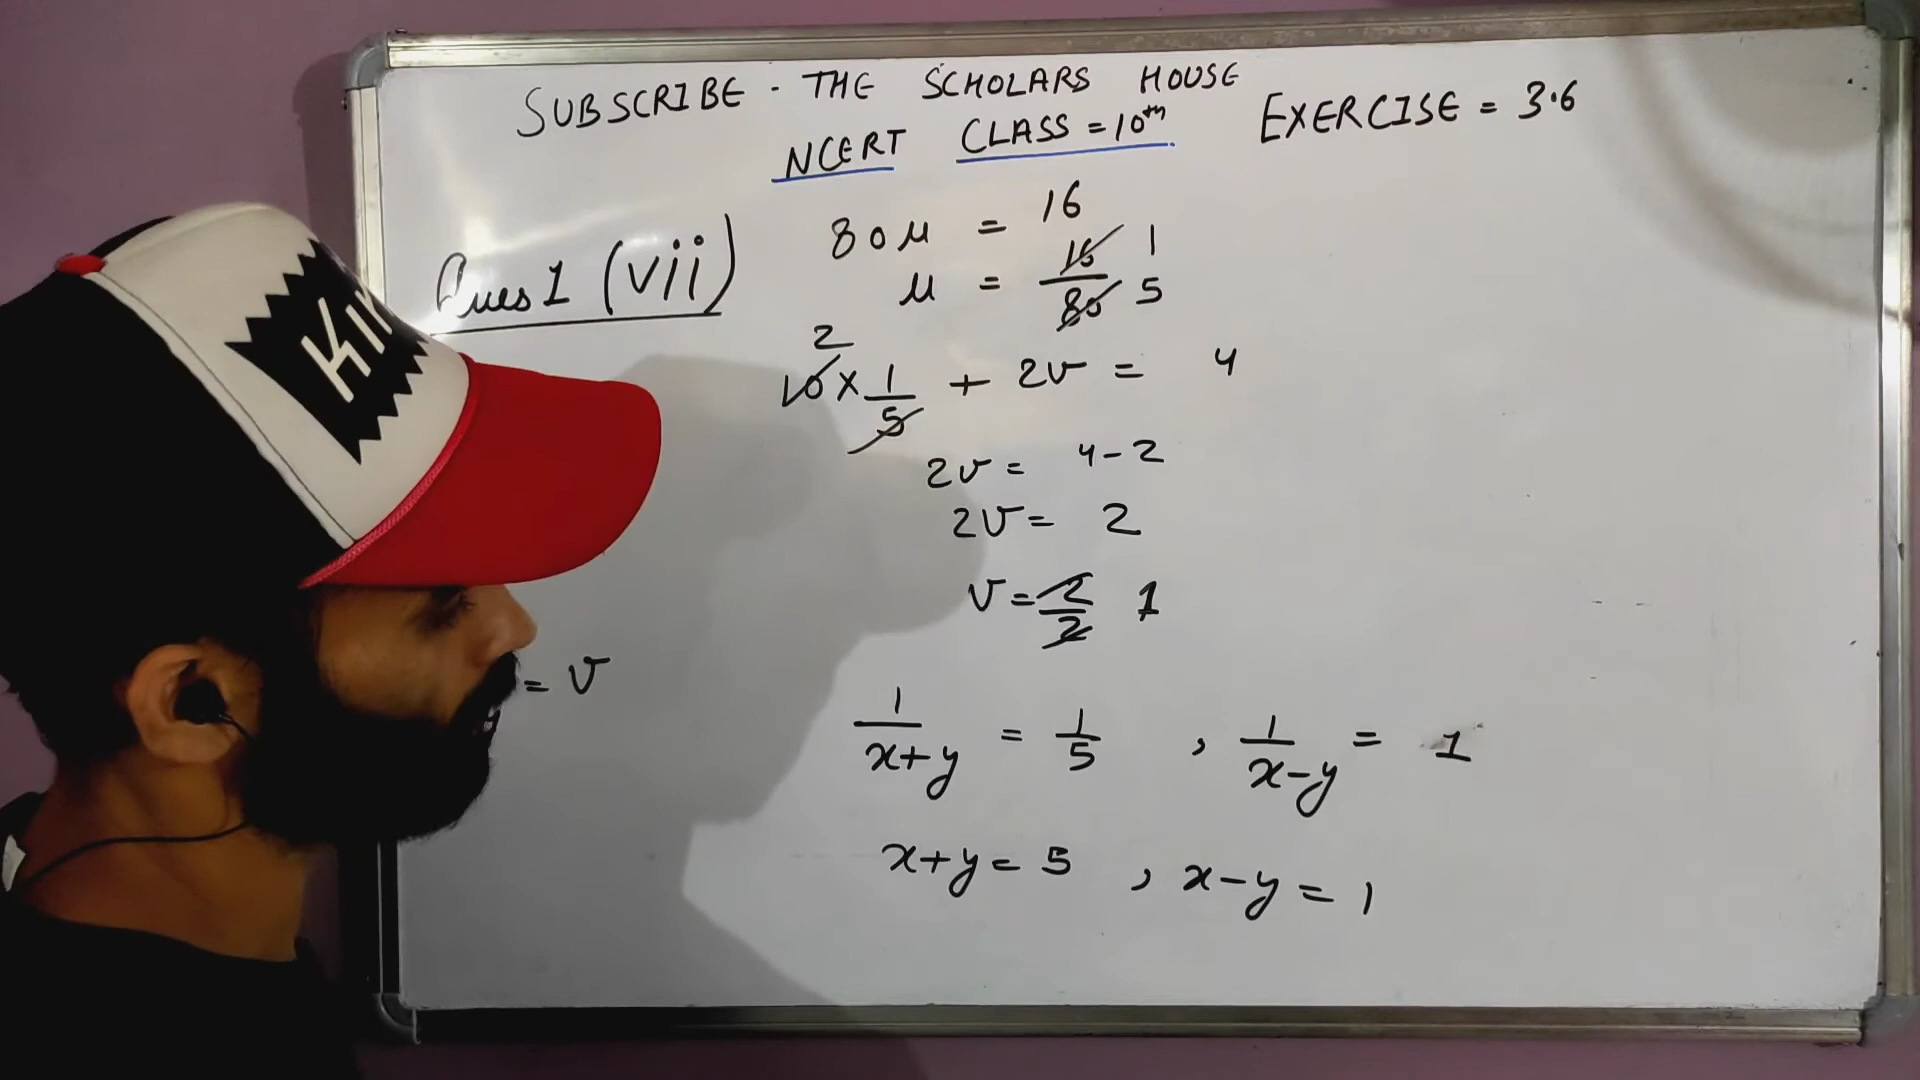 SUBSCRIBE - THE SCHOLARS HOUSE
NCERT CLASS = 10th EXERCISE = 3.6
Ques 1 (vii)
80u = 16
u = 16/80 1/5
2
10 x 1/5 + 2v = 4
2v = 4-2
2v = 2
v = 2/2 1
= v
1/(x+y) = 1/5 , 1/(x-y) = 1
x+y = 5 , x-y = 1